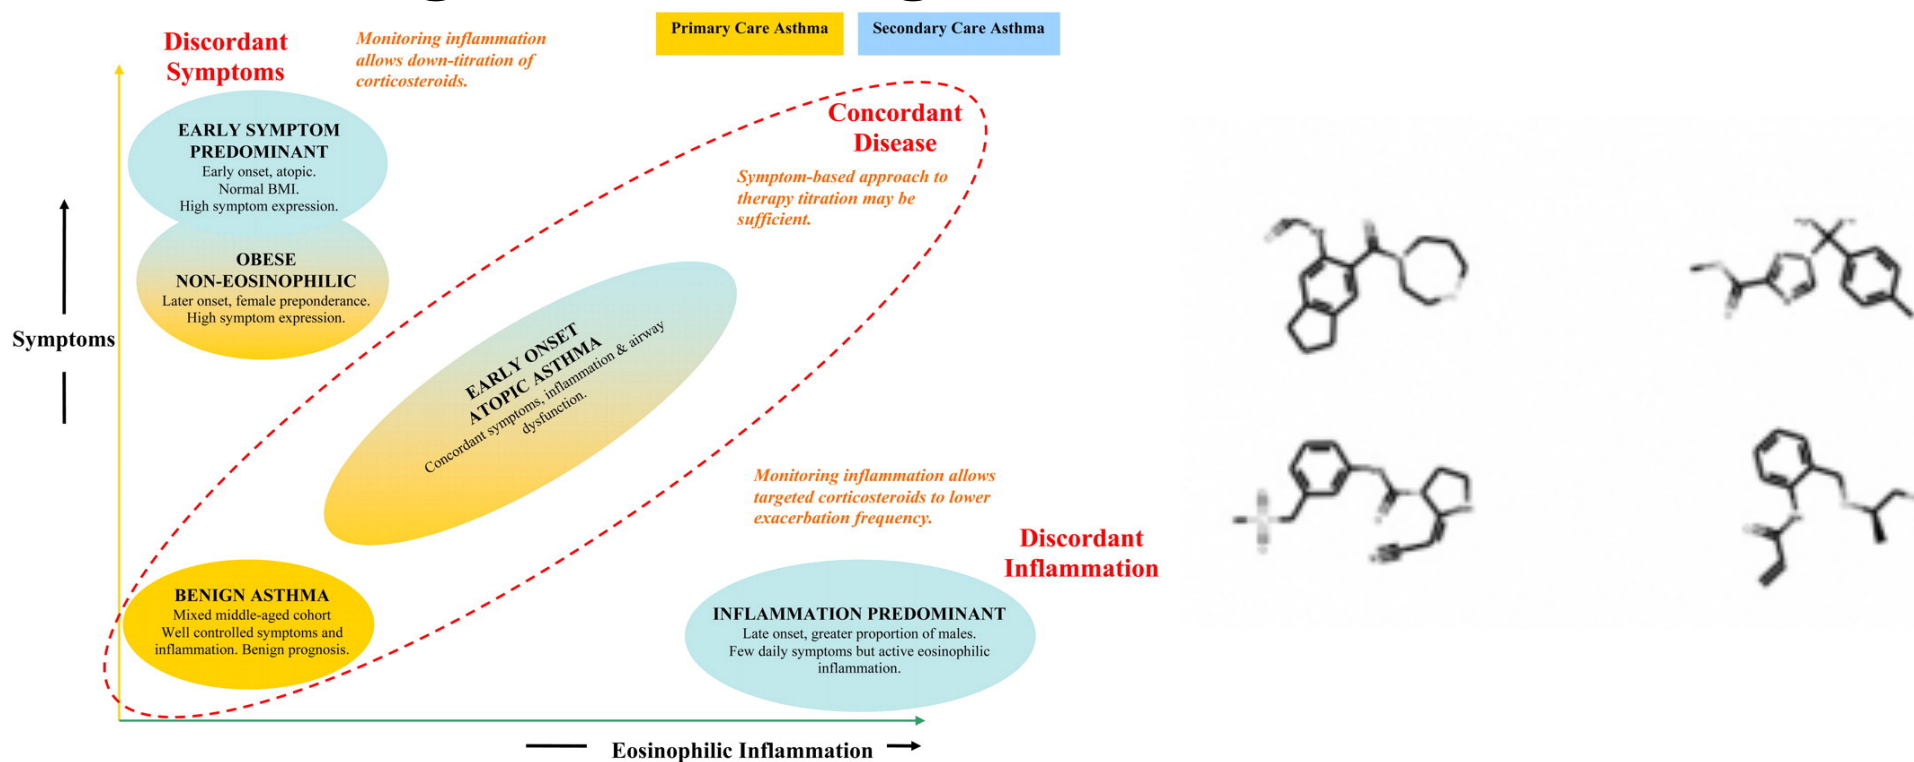 Primary Care Asthma
Secondary Care Asthma
Discordant
Symptoms
Monitoring inflammation
allows down-titration of
corticosteroids.
EARLY SYMPTOM
PREDOMINANT
Early onset, atopic.
Normal BMI.
High symptom expression.
OBESE
NON-EOSINOPHILIC
Later onset, female preponderance.
High symptom expression.
Symptoms
Concordant
Disease
Symptom-based approach to
therapy titration may be
sufficient.
EARLY ONSET
ATOPIC ASTHMA
Concordant symptoms, inflammation & airway
dysfunction.
Monitoring inflammation allows
targeted corticosteroids to lower
exacerbation frequency.
Discordant
Inflammation
BENIGN ASTHMA
Mixed middle-aged cohort
Well controlled symptoms and
inflammation. Benign prognosis.
INFLAMMATION PREDOMINANT
Late onset, greater proportion of males.
Few daily symptoms but active eosinophilic
inflammation.
Eosinophilic Inflammation